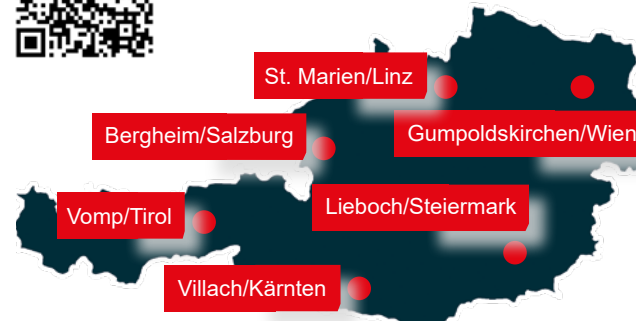 St. Marien/Linz
Bergheim/Salzburg
Gumpoldskirchen/Wien
Vomp/Tirol
Lieboch/Steiermark
Villach/Kärnten